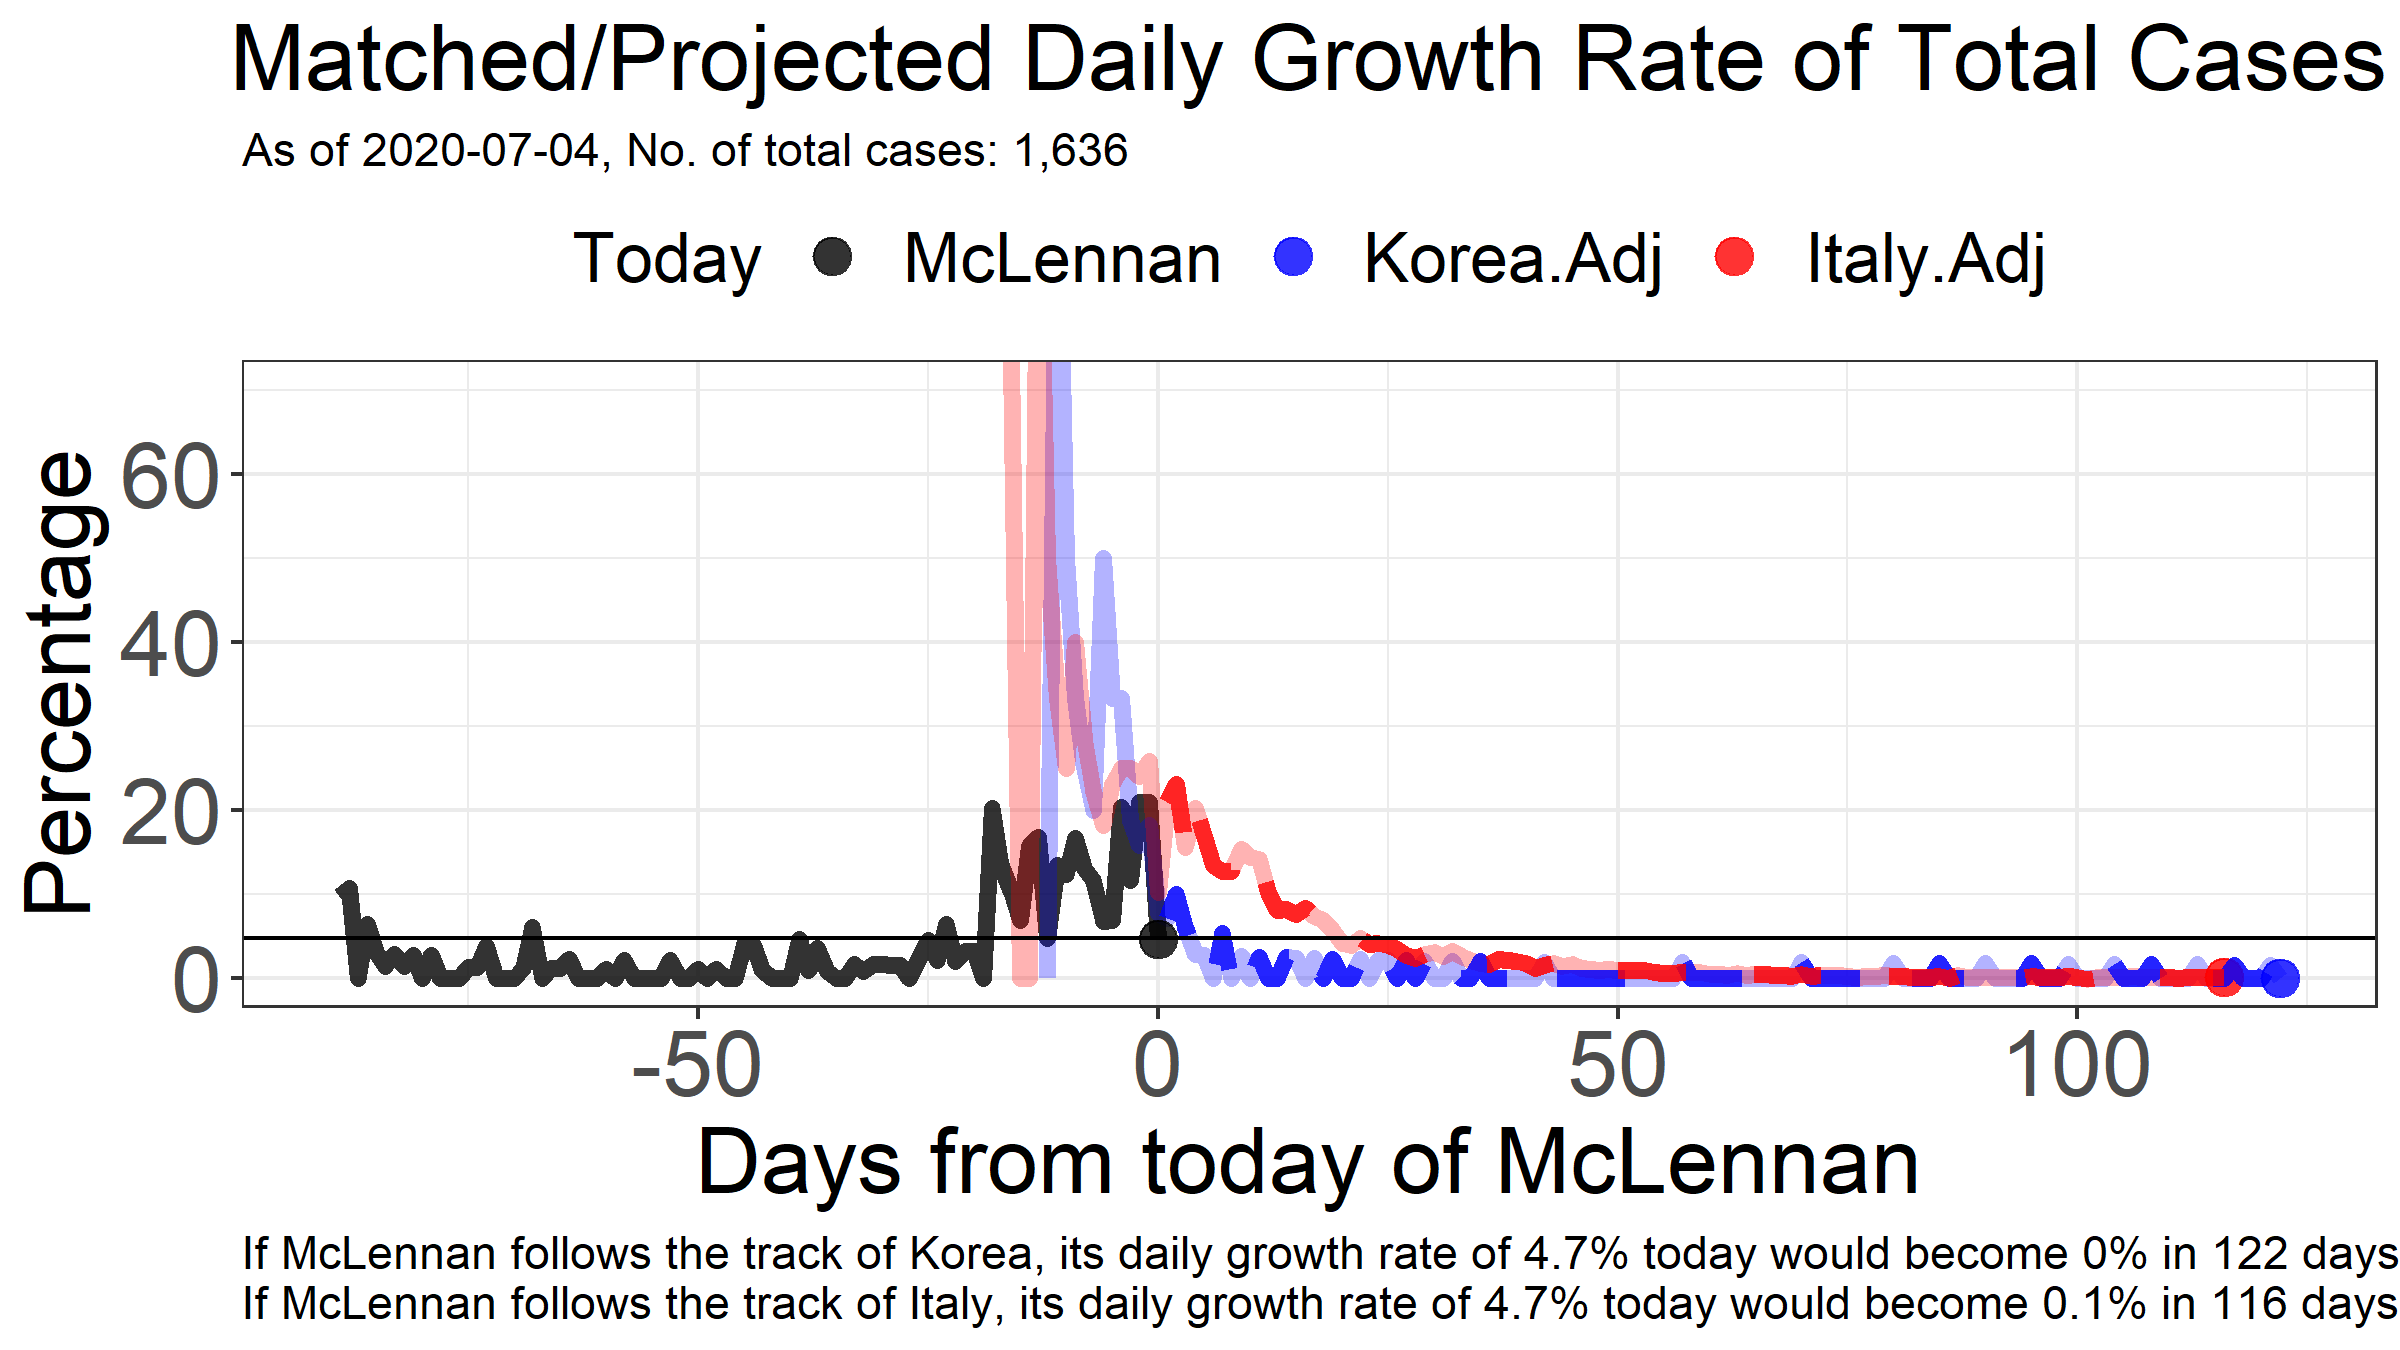 Matched/Projected Daily Growth Rate of Total Cases
As of 2020-07-04, No. of total cases: 1,636
Today McLennan Korea.Adj Italy.Adj
Percentage
60
40
20
0
-50 0 50 100
Days from today of McLennan
If McLennan follows the track of Korea, its daily growth rate of 4.7% today would become 0% in 122 days
If McLennan follows the track of Italy, its daily growth rate of 4.7% today would become 0.1% in 116 days